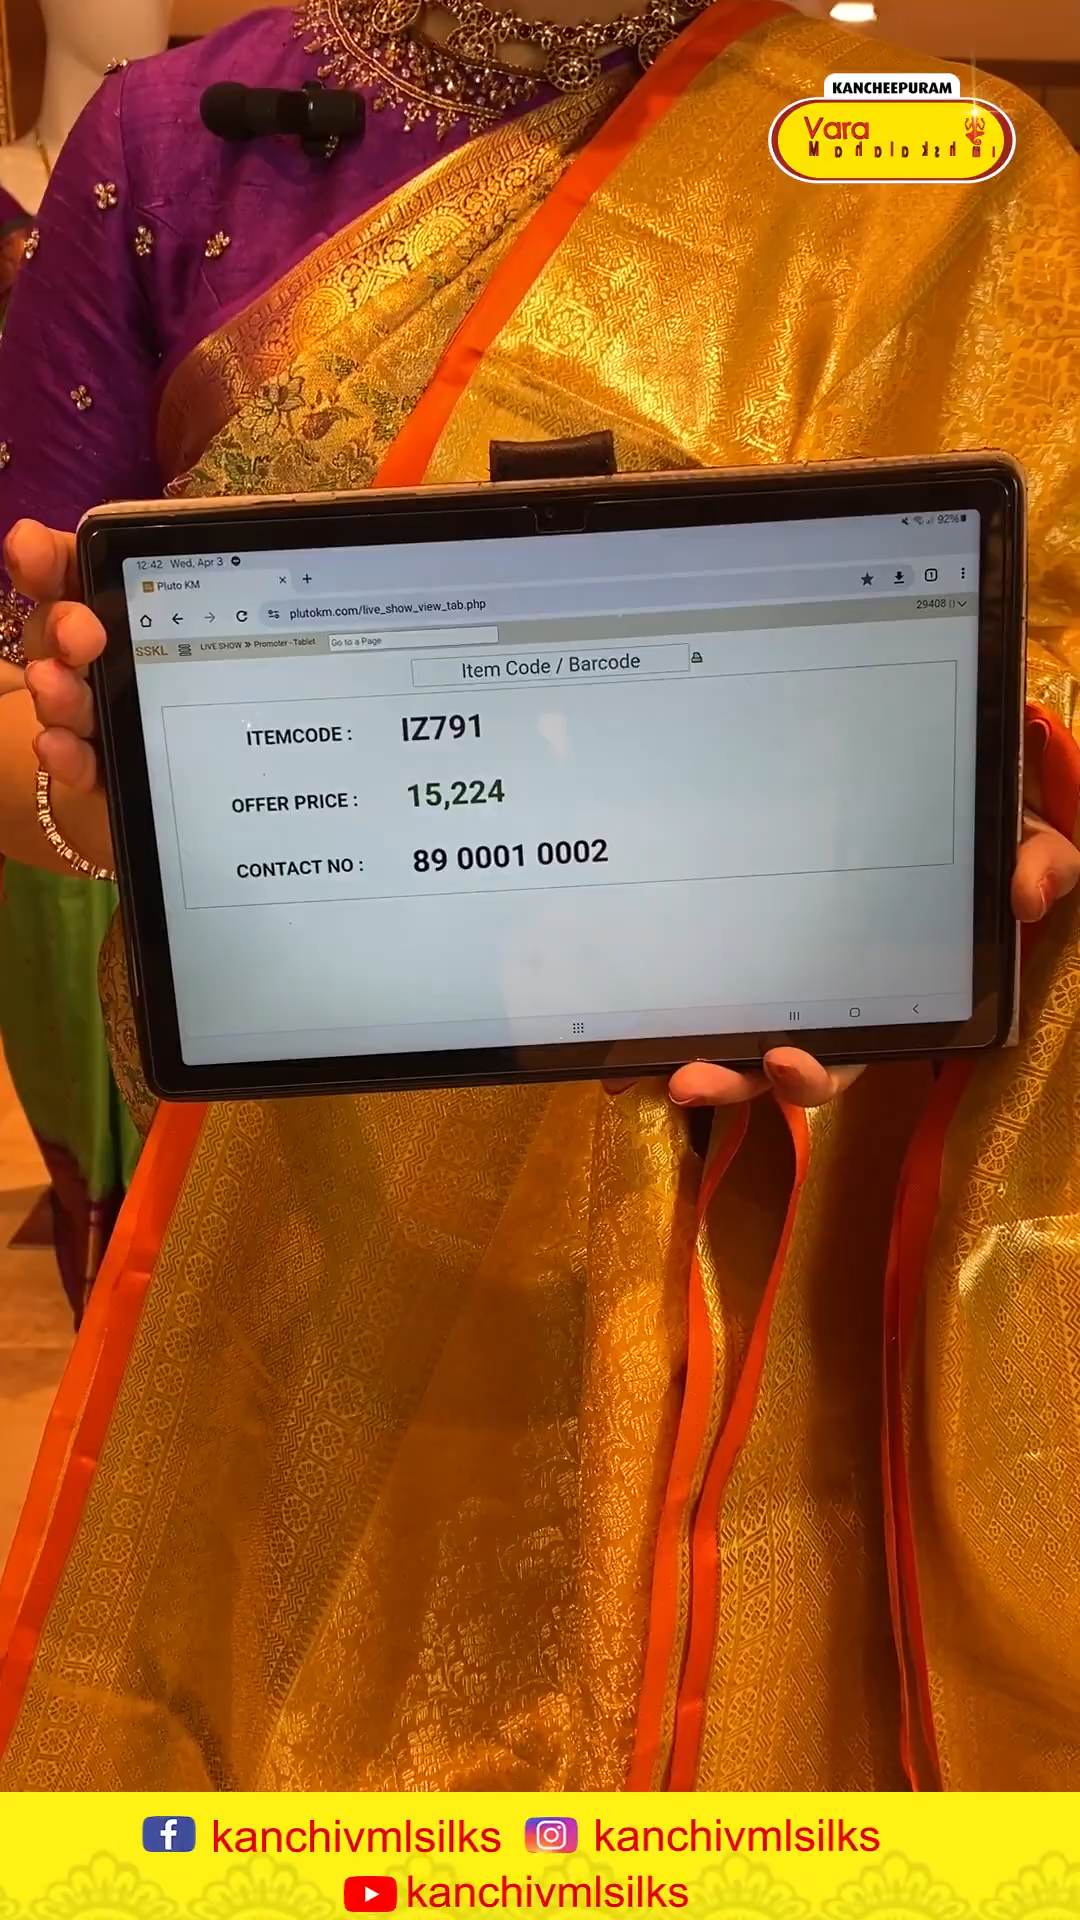 KANCHEEPURAM
Vara
Mahalakshmi
12:42 Wed, Apr 3
92%
Pluto KM
plutokm.com/live_show_view_tab.php
29408 ()
SSKL
LIVE SHOW » Promoter - Tablet
Go to a Page
Item Code / Barcode
ITEMCODE : IZ791
OFFER PRICE : 15,224
CONTACT NO : 89 0001 0002
kanchivmlsilks kanchivmlsilks
kanchivmlsilks